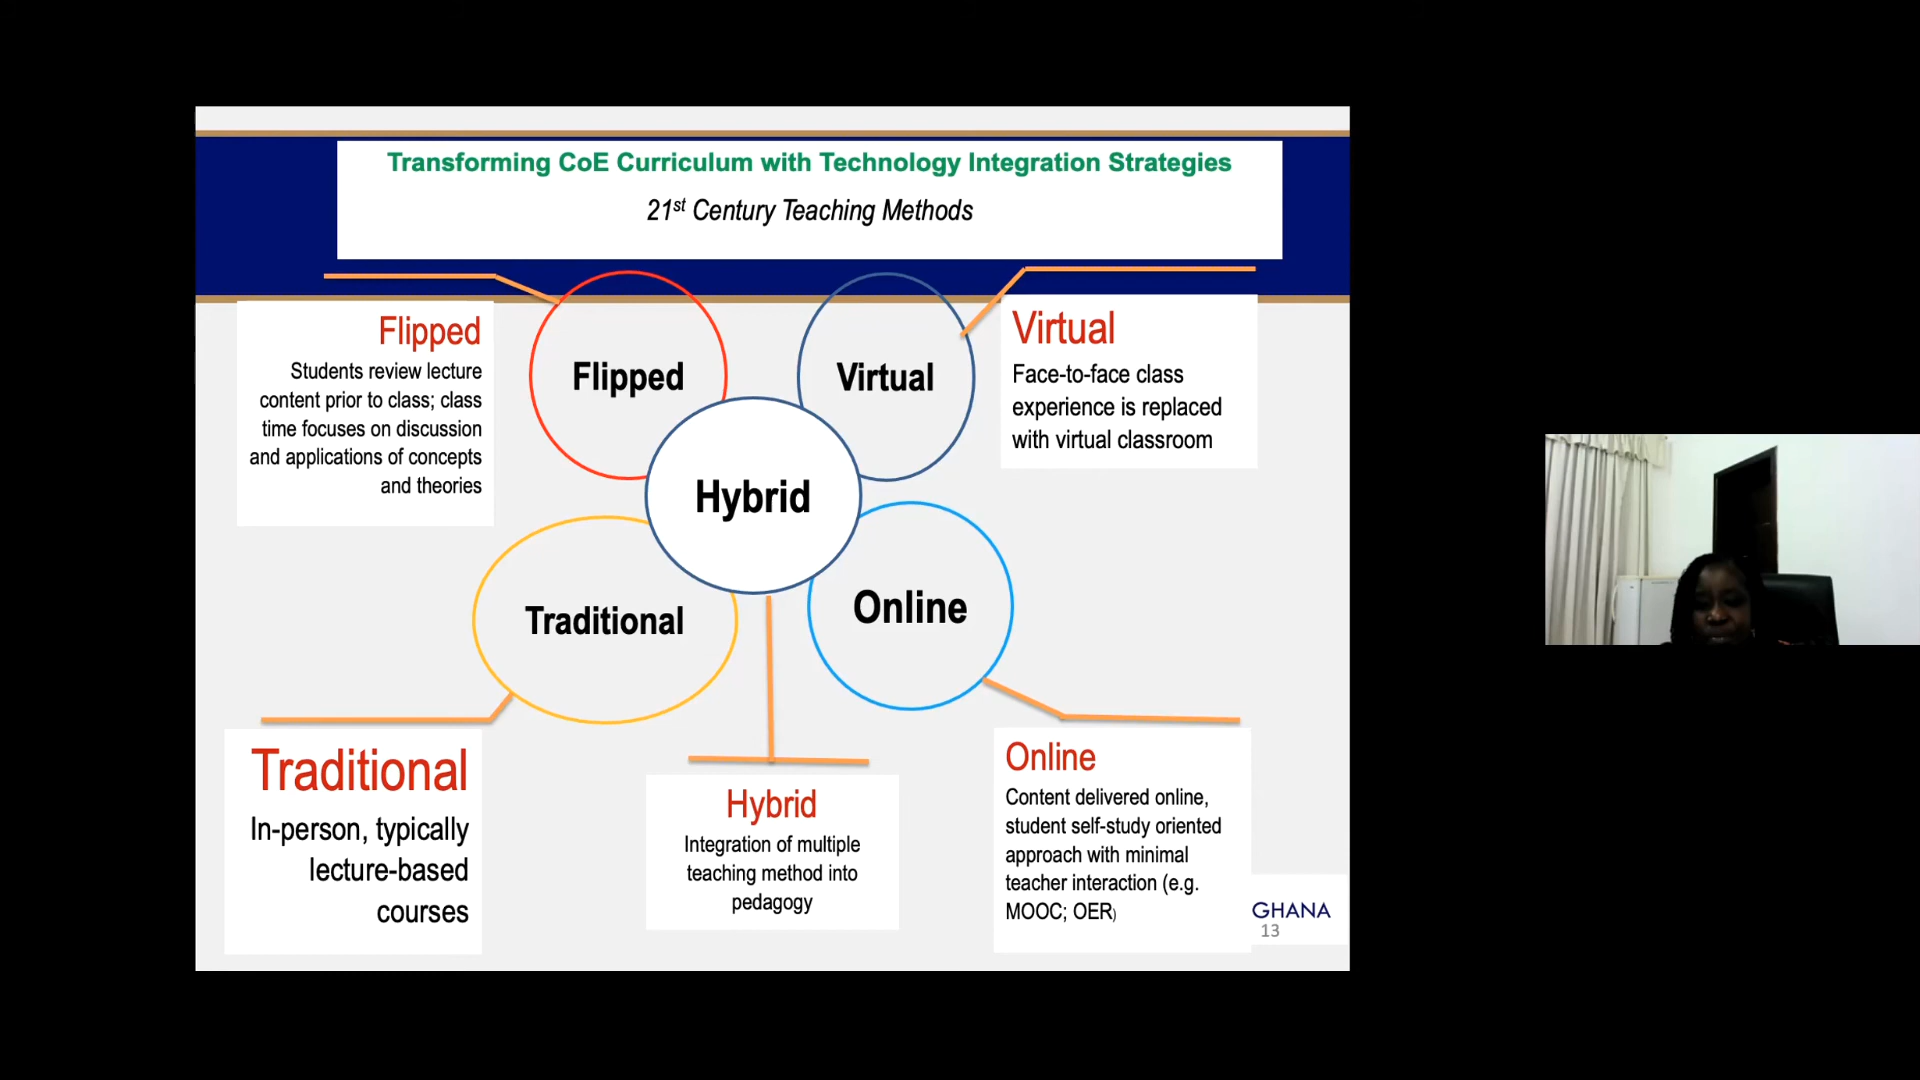 Transforming CoE Curriculum with Technology Integration Strategies
21st Century Teaching Methods
Flipped
Students review lecture
content prior to class; class
time focuses on discussion
and applications of concepts
and theories
Flipped
Virtual
Virtual
Face-to-face class
experience is replaced
with virtual classroom
Hybrid
Traditional
Online
Traditional
In-person, typically
lecture-based
courses
Hybrid
Integration of multiple
teaching method into
pedagogy
Online
Content delivered online,
student self-study oriented
approach with minimal
teacher interaction (e.g.
MOOC; OER)
GHANA
13